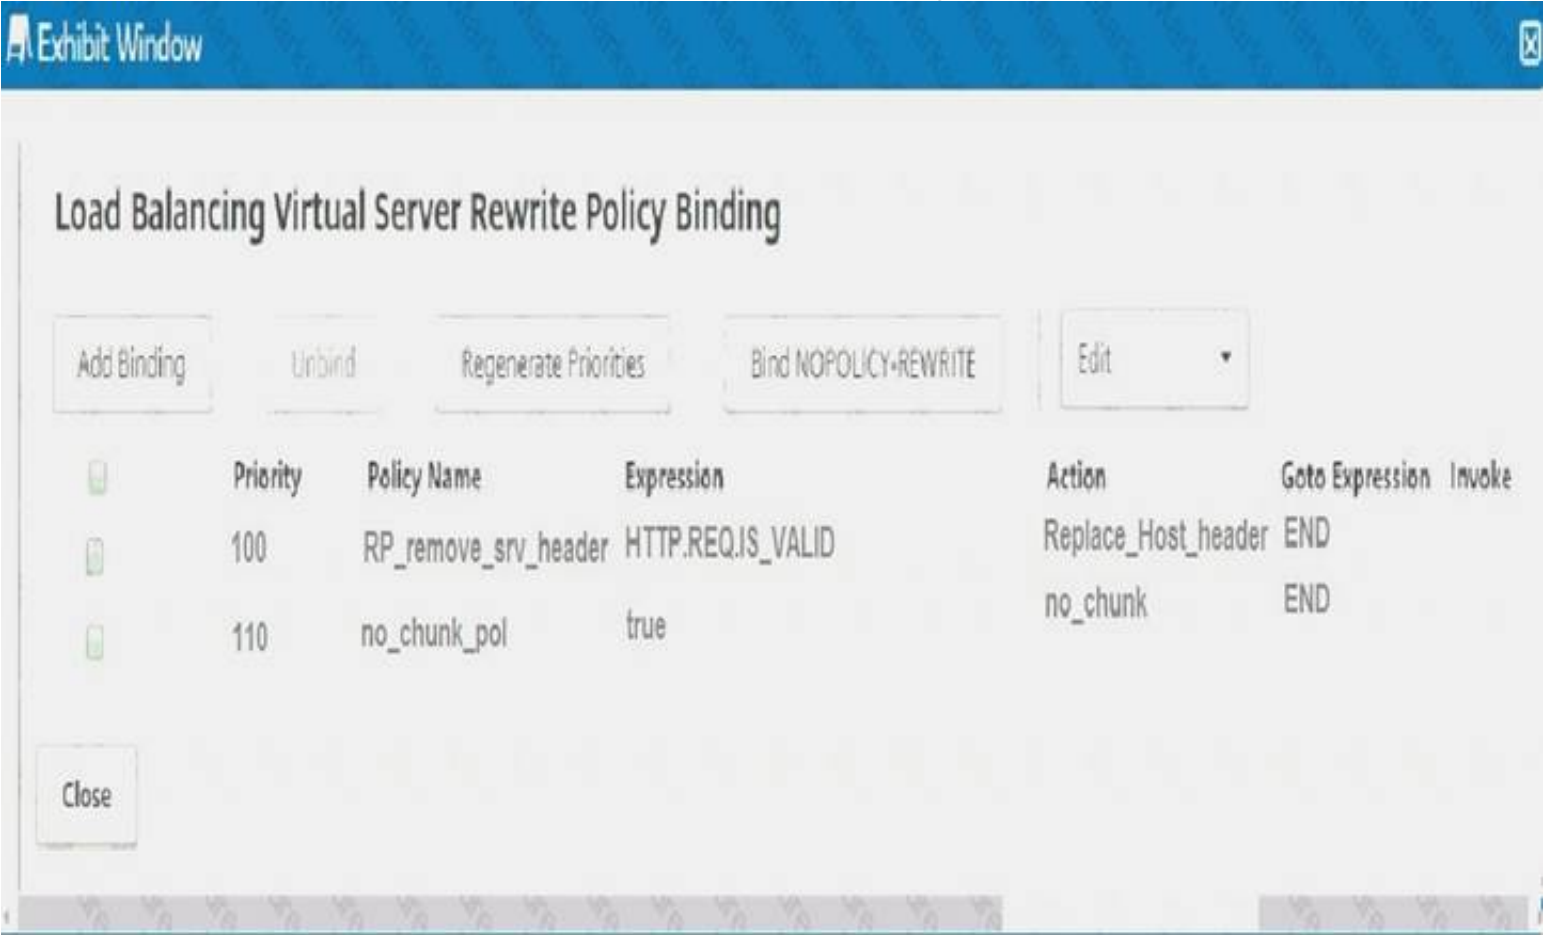 Exhibit Window
Load Balancing Virtual Server Rewrite Policy Binding
Add Binding Unbind Regenerate Priorities Bind NOPOLICY-REWRITE Edit
Priority Policy Name Expression Action Goto Expression Invoke
100 RP_remove_srv_header HTTP.REQ.IS_VALID Replace_Host_header END
110 no_chunk_pol true no_chunk END
Close